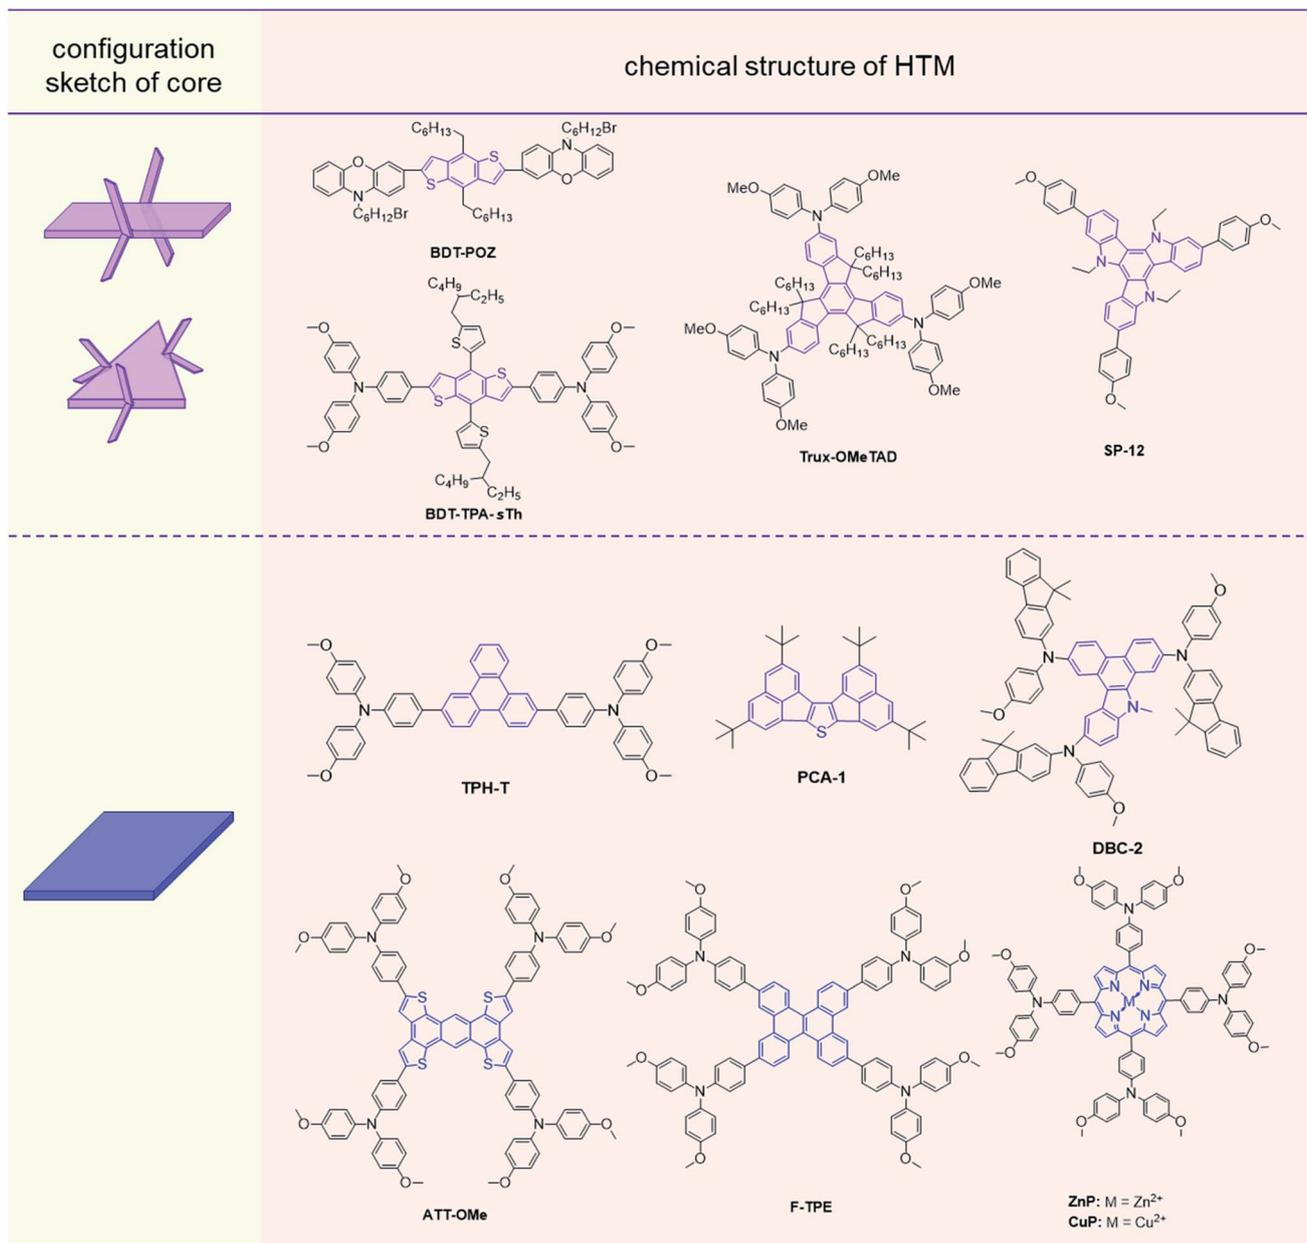 configuration
sketch of core
chemical structure of HTM
C₆H₁₃
C₆H₁₂Br
N
O
S
S
O
N
C₆H₁₂Br
C₆H₁₃
BDT-POZ
C₄H₉
C₂H₅
O
O
S
S
N
N
S
S
O
O
C₄H₉
C₂H₅
BDT-TPA-sTh
MeO
OMe
N
C₆H₁₃
C₆H₁₃
C₆H₁₃
C₆H₁₃
OMe
MeO
N
C₆H₁₃
C₆H₁₃
N
OMe
OMe
Trux-OMeTAD
O
O
N
N
N
O
SP-12
O
O
N
N
O
O
TPH-T
S
PCA-1
O
N
N
O
N
N
O
DBC-2
O
O
O
N
N
O
S
S
S
S
O
N
N
O
O
O
ATT-OMe
O
O
N
N
O
O
O
O
N
N
O
O
F-TPE
O
O
N
O
O
N
N
N
M
N
N
N
O
O
N
O
O
ZnP: M = Zn²⁺
CuP: M = Cu²⁺